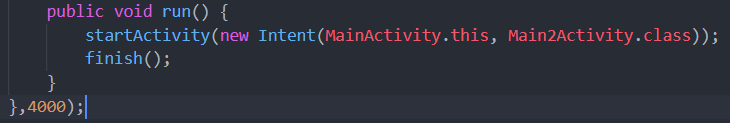 public void run() {
startActivity(new Intent(MainActivity.this, Main2Activity.class));
finish();
}
},4000);